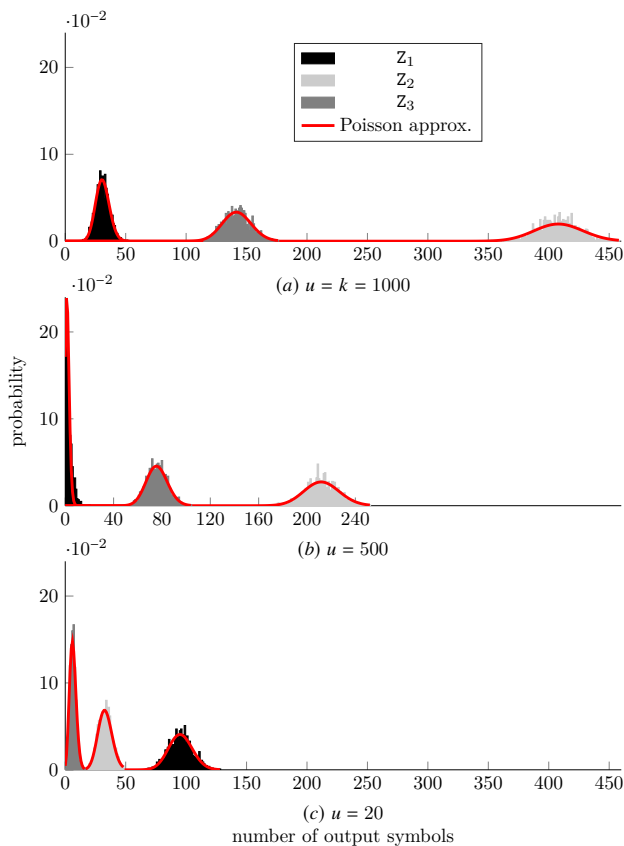 ·10−2
20
10
0
0 50 100 150 200 250 300 350 400 450
Z1
Z2
Z3
Poisson approx.
(a) u = k = 1000
·10−2
20
10
0
0 40 80 120 160 200 240
probability
(b) u = 500
·10−2
20
10
0
0 50 100 150 200 250 300 350 400 450
(c) u = 20
number of output symbols